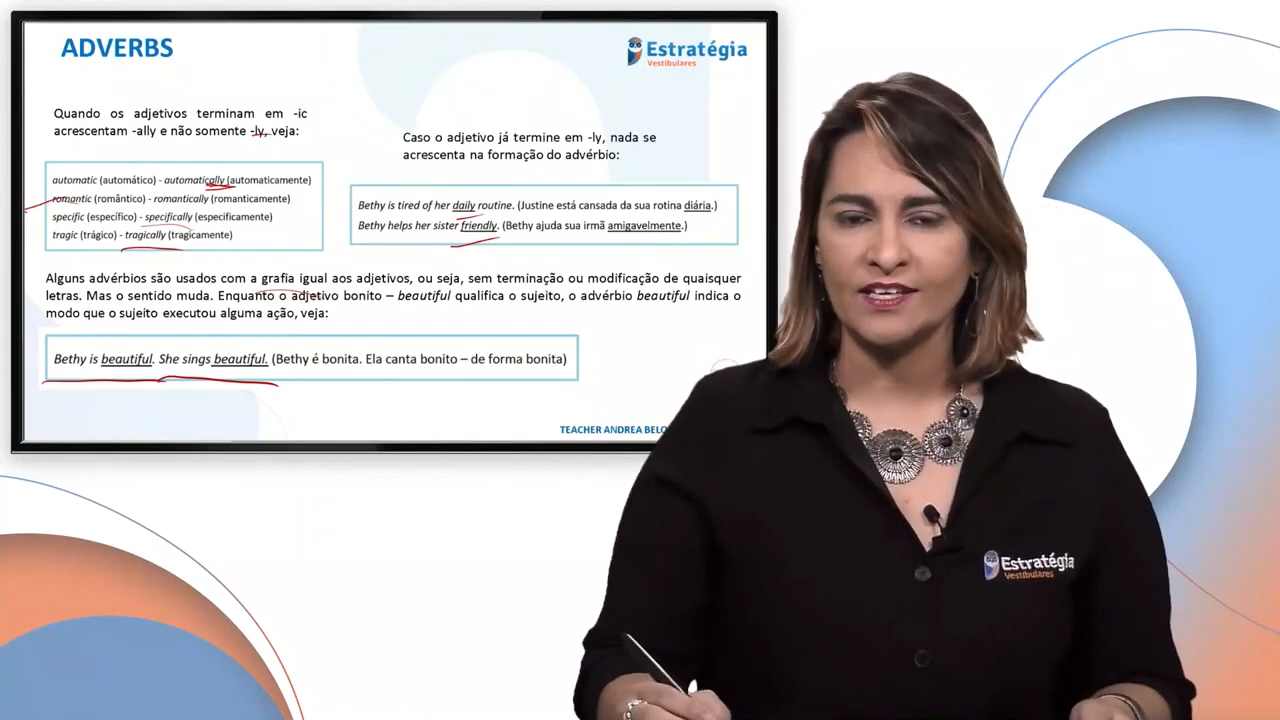 ADVERBS
Estratégia
Vestibulares
Quando os adjetivos terminam em -ic
acrescentam -ally e não somente -ly, veja:
automatic (automático) - automatically (automaticamente)
romantic (romântico) - romantically (romanticamente)
specific (específico) - specifically (especificamente)
tragic (trágico) - tragically (tragicamente)
Caso o adjetivo já termine em -ly, nada se
acrescenta na formação do advérbio:
Bethy is tired of her daily routine. (Justine está cansada da sua rotina diária.)
Bethy helps her sister friendly. (Bethy ajuda sua irmã amigavelmente.)
Alguns advérbios são usados com a grafia igual aos adjetivos, ou seja, sem terminação ou modificação de quaisquer
letras. Mas o sentido muda. Enquanto o adjetivo bonito – beautiful qualifica o sujeito, o advérbio beautiful indica o
modo que o sujeito executou alguma ação, veja:
Bethy is beautiful. She sings beautiful. (Bethy é bonita. Ela canta bonito – de forma bonita)
TEACHER ANDREA BELO
Estratégia
Vestibulares